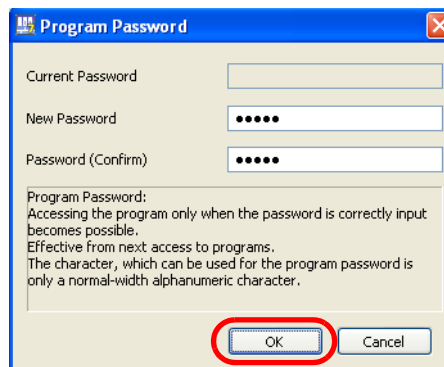 Program Password
Current Password
New Password
●●●●●
Password (Confirm)
●●●●●
Program Password:
Accessing the program only when the password is correctly input
becomes possible.
Effective from next access to programs.
The character, which can be used for the program password is
only a normal-width alphanumeric character.
OK
Cancel